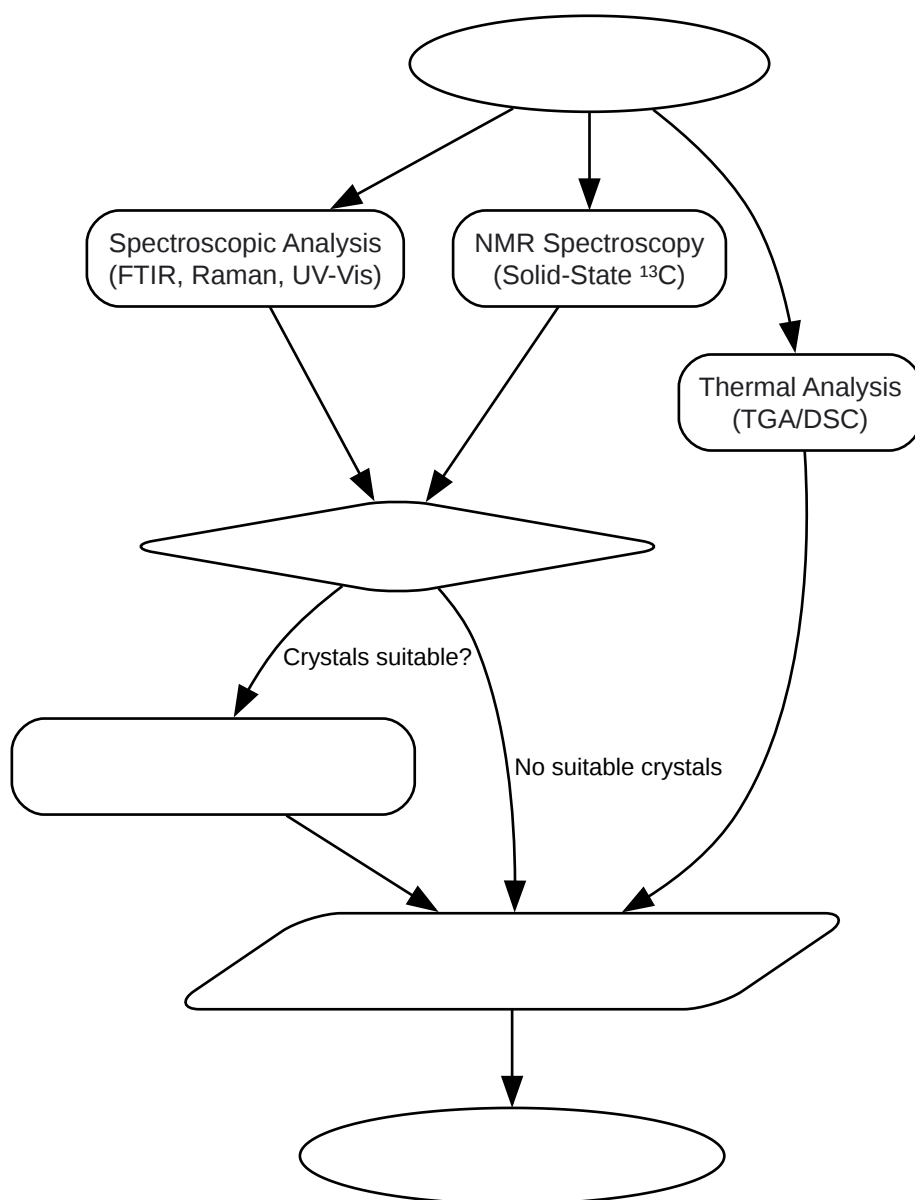 Spectroscopic Analysis
(FTIR, Raman, UV-Vis)
NMR Spectroscopy
(Solid-State ¹³C)
Thermal Analysis
(TGA/DSC)
Crystals suitable?
No suitable crystals